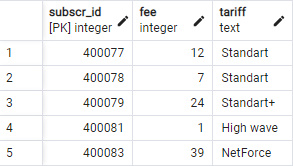 subscr_id fee tariff
[PK] integer integer text
1 400077 12 Standart
2 400078 7 Standart
3 400079 24 Standart+
4 400081 1 High wave
5 400083 39 NetForce